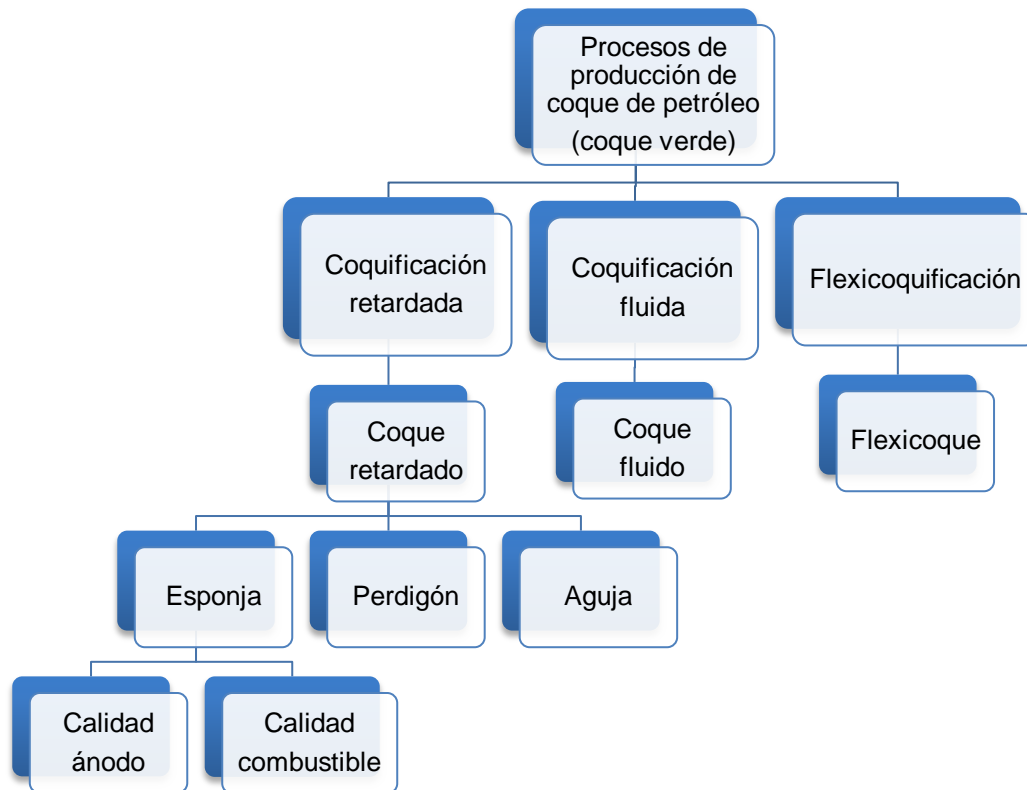 Procesos de
producción de
coque de petróleo
(coque verde)
Coquificación
retardada
Coquificación
fluida
Flexicoquificación
Coque
retardado
Coque
fluido
Flexicoque
Esponja
Perdigón
Aguja
Calidad
ánodo
Calidad
combustible